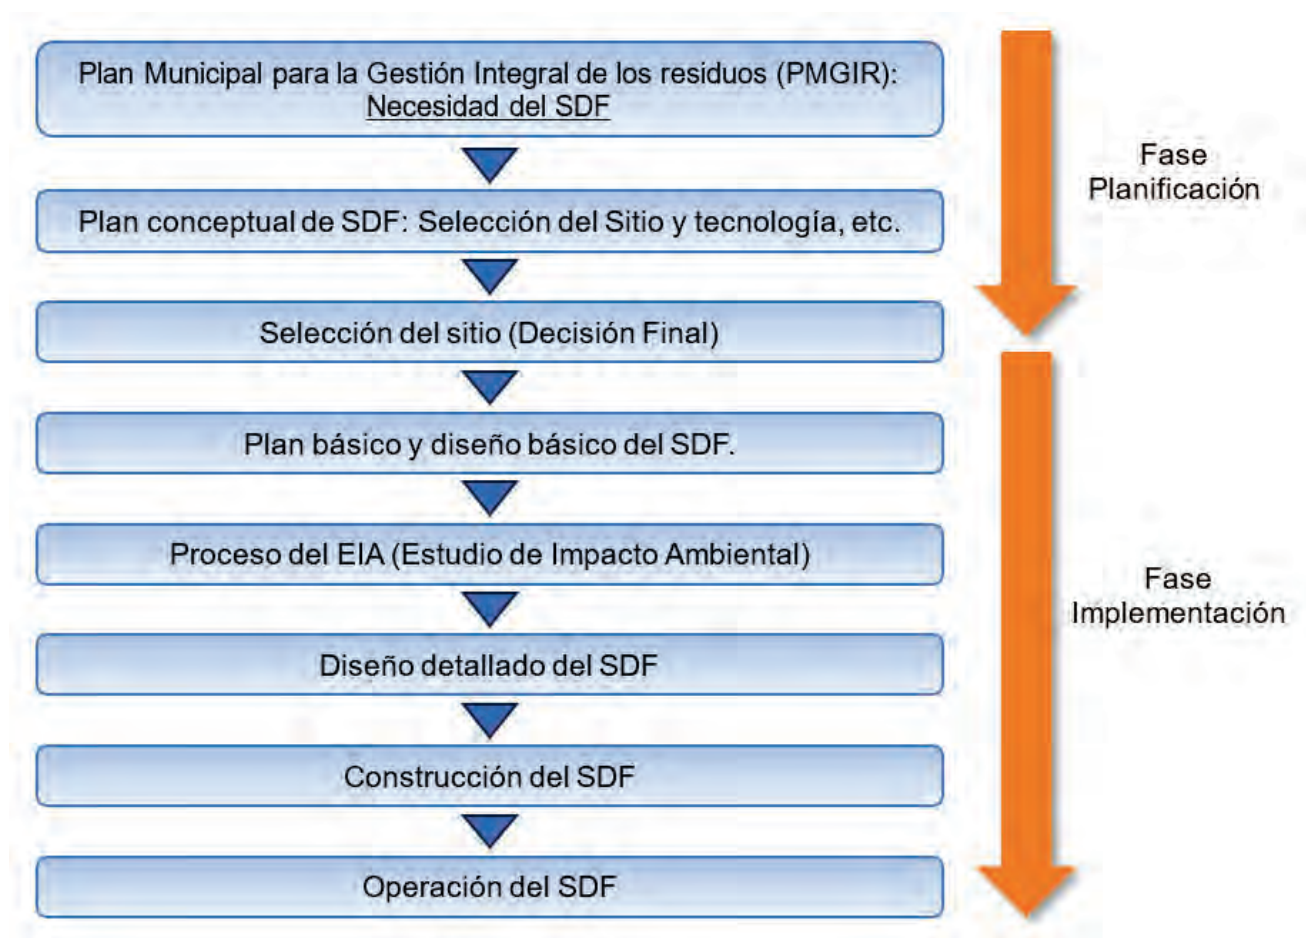 Plan Municipal para la Gestión Integral de los residuos (PMGIR):
Necesidad del SDF
Plan conceptual de SDF: Selección del Sitio y tecnología, etc.
Selección del sitio (Decisión Final)
Plan básico y diseño básico del SDF.
Proceso del EIA (Estudio de Impacto Ambiental)
Diseño detallado del SDF
Construcción del SDF
Operación del SDF
Fase
Planificación
Fase
Implementación